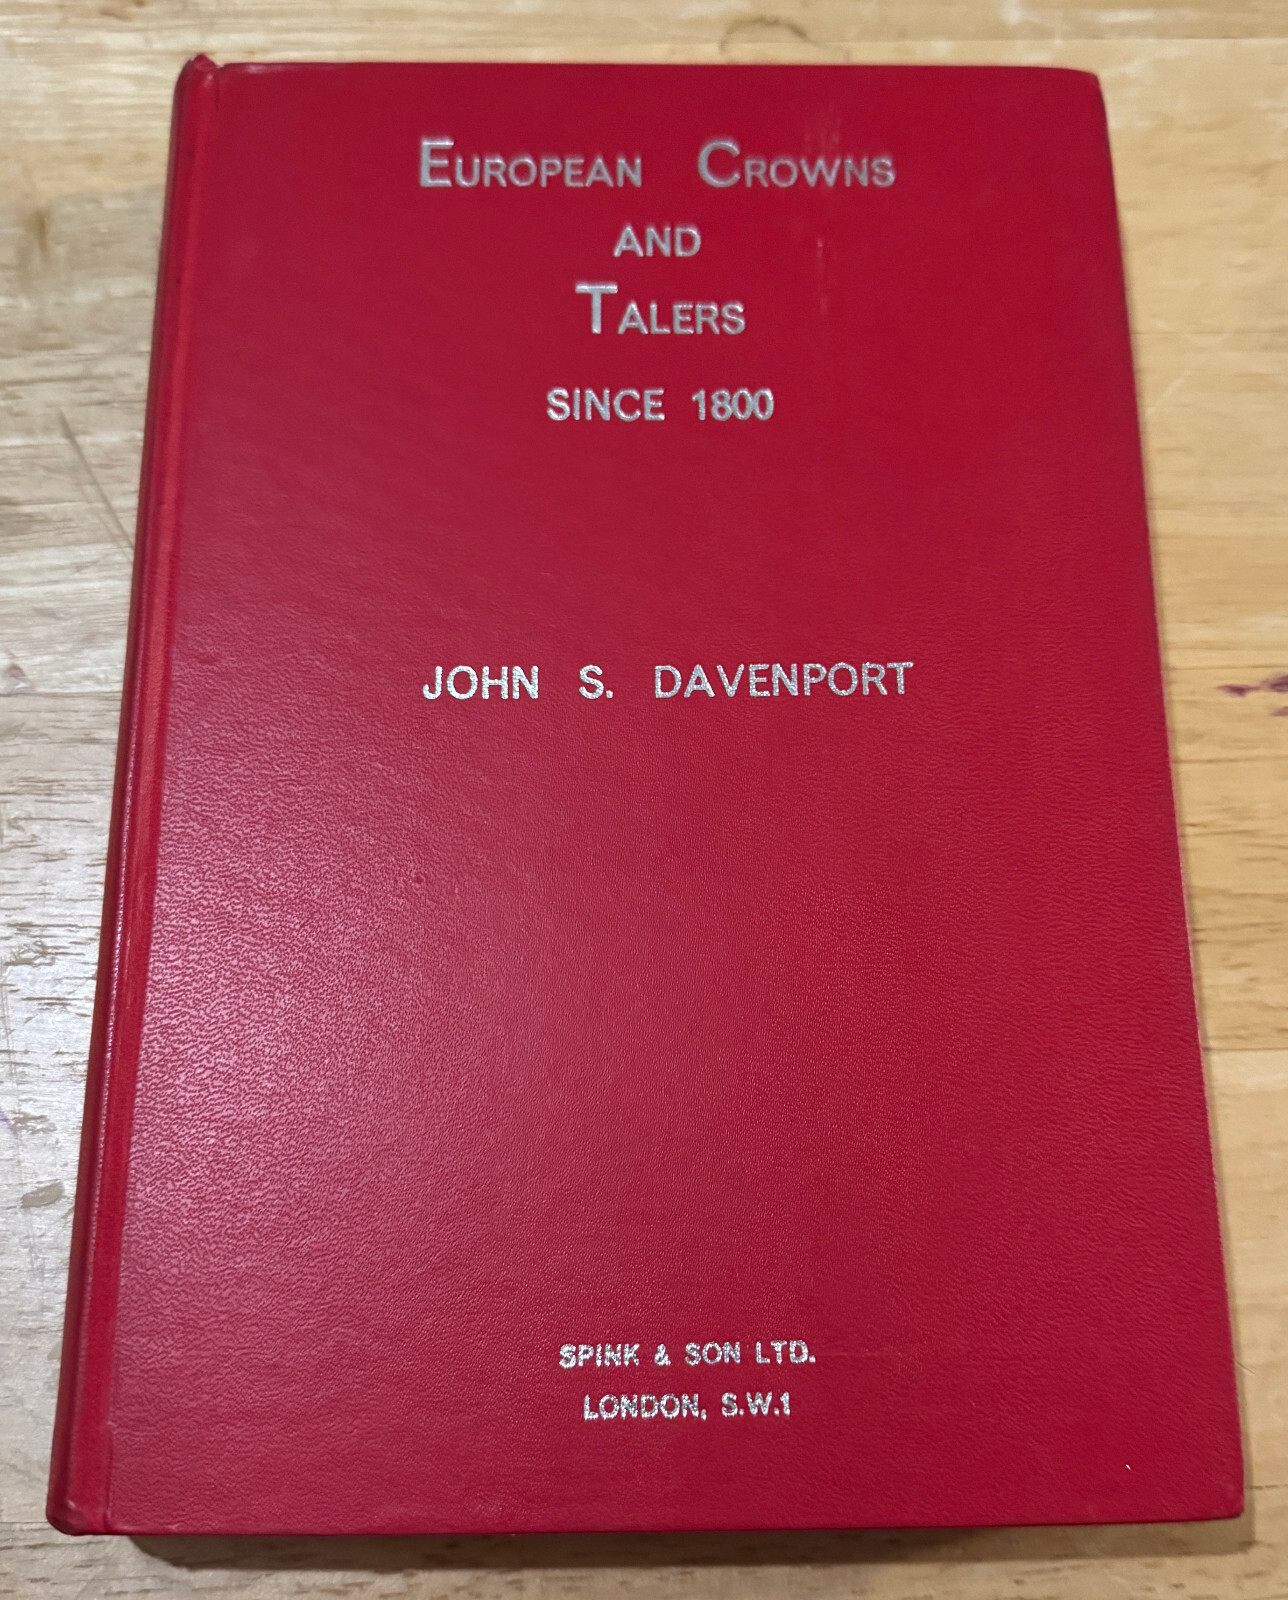 EUROPEAN CROWNS
AND
TALERS
SINCE 1800
JOHN S. DAVENPORT
SPINK & SON LTD.
LONDON, S.W.1